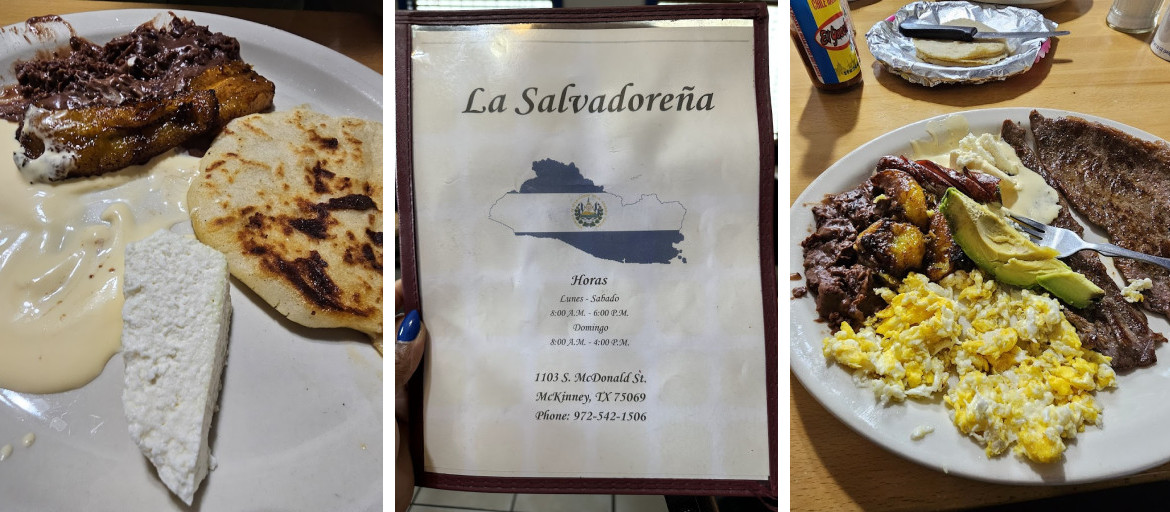 La Salvadoreña
Horas
Lunes - Sabado
8:00 A.M. - 6:00 P.M.
Domingo
8:00 A.M. - 4:00 P.M.
1103 S. McDonald St.
McKinney, TX 75069
Phone: 972-542-1506